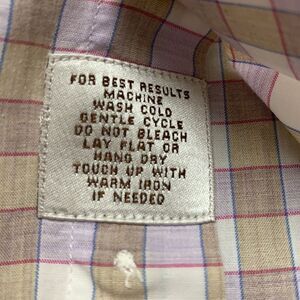 FOR BEST RESULTS
MACHINE
WASH COLD
GENTLE CYCLE
DO NOT BLEACH
LAY FLAT OR
HANG DRY
TOUCH UP WITH
WARM IRON
IF NEEDED